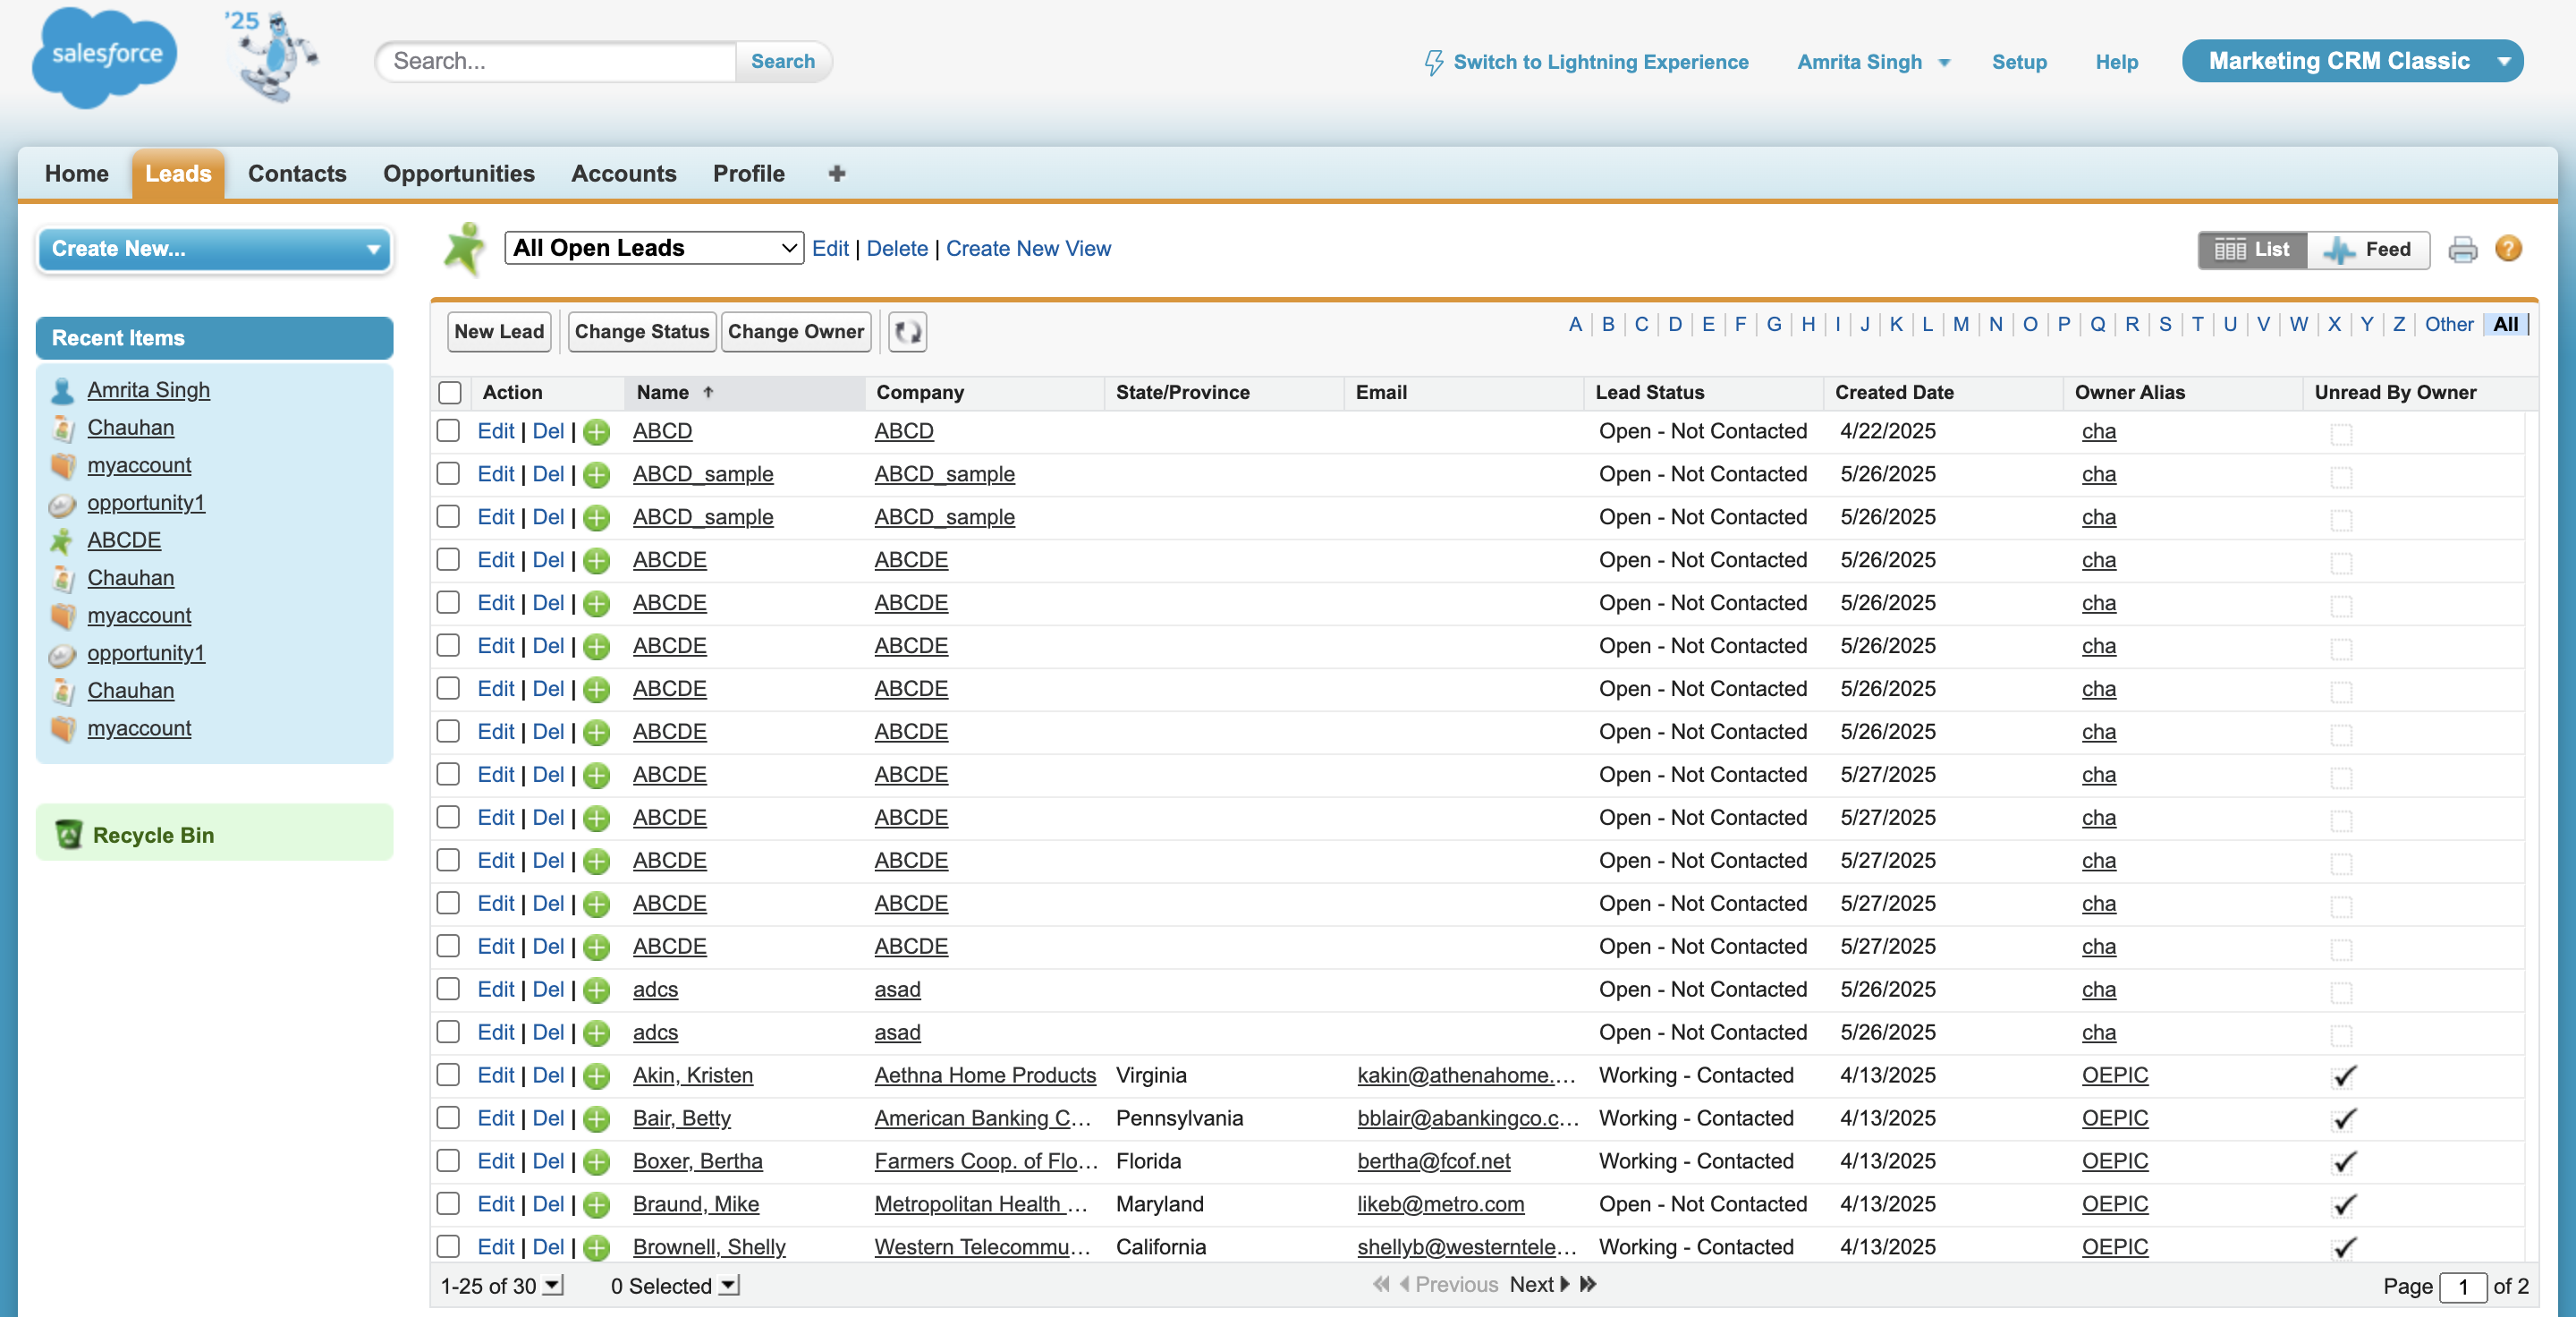 salesforce
'25
Search... Search
Switch to Lightning Experience Amrita Singh Setup Help Marketing CRM Classic
Home Leads Contacts Opportunities Accounts Profile
Create New...
Recent Items
Amrita Singh
Chauhan
myaccount
opportunity1
ABCDE
Chauhan
myaccount
opportunity1
Chauhan
myaccount
Recycle Bin
All Open Leads Edit | Delete | Create New View
List Feed
New Lead Change Status Change Owner
A | B | C | D | E | F | G | H | I | J | K | L | M | N | O | P | Q | R | S | T | U | V | W | X | Y | Z | Other | All
Action Name Company State/Province Email Lead Status Created Date Owner Alias Unread By Owner
Edit | Del | ABCD ABCD Open - Not Contacted 4/22/2025 cha
Edit | Del | ABCD_sample ABCD_sample Open - Not Contacted 5/26/2025 cha
Edit | Del | ABCD_sample ABCD_sample Open - Not Contacted 5/26/2025 cha
Edit | Del | ABCDE ABCDE Open - Not Contacted 5/26/2025 cha
Edit | Del | ABCDE ABCDE Open - Not Contacted 5/26/2025 cha
Edit | Del | ABCDE ABCDE Open - Not Contacted 5/26/2025 cha
Edit | Del | ABCDE ABCDE Open - Not Contacted 5/26/2025 cha
Edit | Del | ABCDE ABCDE Open - Not Contacted 5/26/2025 cha
Edit | Del | ABCDE ABCDE Open - Not Contacted 5/27/2025 cha
Edit | Del | ABCDE ABCDE Open - Not Contacted 5/27/2025 cha
Edit | Del | ABCDE ABCDE Open - Not Contacted 5/27/2025 cha
Edit | Del | ABCDE ABCDE Open - Not Contacted 5/27/2025 cha
Edit | Del | ABCDE ABCDE Open - Not Contacted 5/27/2025 cha
Edit | Del | adcs asad Open - Not Contacted 5/26/2025 cha
Edit | Del | adcs asad Open - Not Contacted 5/26/2025 cha
Edit | Del | Akin, Kristen Aethna Home Products Virginia kakin@athenahome.... Working - Contacted 4/13/2025 OEPIC
Edit | Del | Bair, Betty American Banking C... Pennsylvania bblair@abankingco.c... Working - Contacted 4/13/2025 OEPIC
Edit | Del | Boxer, Bertha Farmers Coop. of Flo... Florida bertha@fcof.net Working - Contacted 4/13/2025 OEPIC
Edit | Del | Braund, Mike Metropolitan Health ... Maryland likeb@metro.com Open - Not Contacted 4/13/2025 OEPIC
Edit | Del | Brownell, Shelly Western Telecommu... California shellyb@westerntele... Working - Contacted 4/13/2025 OEPIC
1-25 of 30 0 Selected Previous Next Page 1 of 2